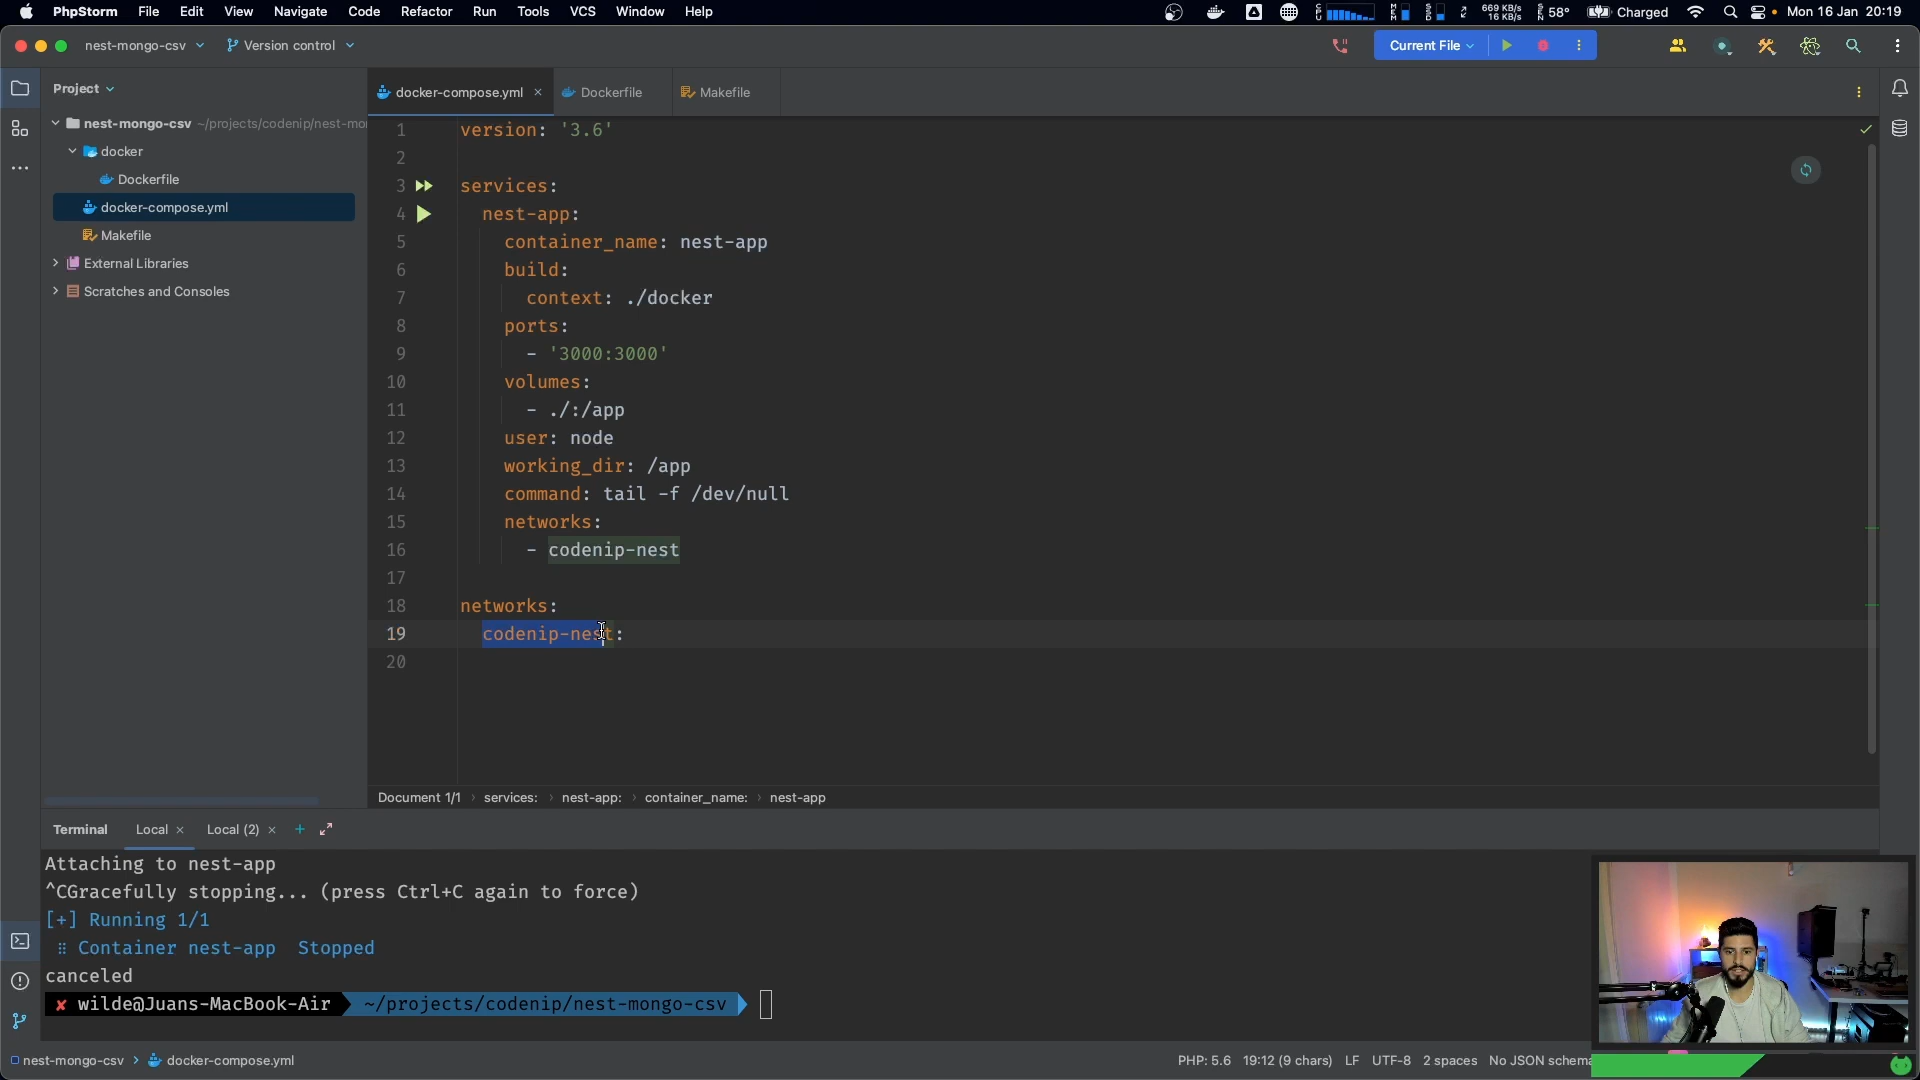 PhpStorm File Edit View Navigate Code Refactor Run Tools VCS Window Help
669 KB/s
16 KB/s
58° Charged Mon 16 Jan 20:19
nest-mongo-csv Version control Current File
Project
docker-compose.yml
Dockerfile
Makefile
nest-mongo-csv ~/projects/codenip/nest-mo
docker
Dockerfile
docker-compose.yml
Makefile
External Libraries
Scratches and Consoles
1 version: '3.6'
2
3 services:
4 nest-app:
5 container_name: nest-app
6 build:
7 context: ./docker
8 ports:
9 - '3000:3000'
10 volumes:
11 - ./:/app
12 user: node
13 working_dir: /app
14 command: tail -f /dev/null
15 networks:
16 - codenip-nest
17
18 networks:
19 codenip-nest:
20
Document 1/1 › services: › nest-app: › container_name: › nest-app
Terminal Local × Local (2) × +
Attaching to nest-app
^CGracefully stopping... (press Ctrl+C again to force)
[+] Running 1/1
⠿ Container nest-app Stopped
canceled
✘ wilde@Juans-MacBook-Air ~/projects/codenip/nest-mongo-csv
nest-mongo-csv › docker-compose.yml
PHP: 5.6 19:12 (9 chars) LF UTF-8 2 spaces No JSON schema